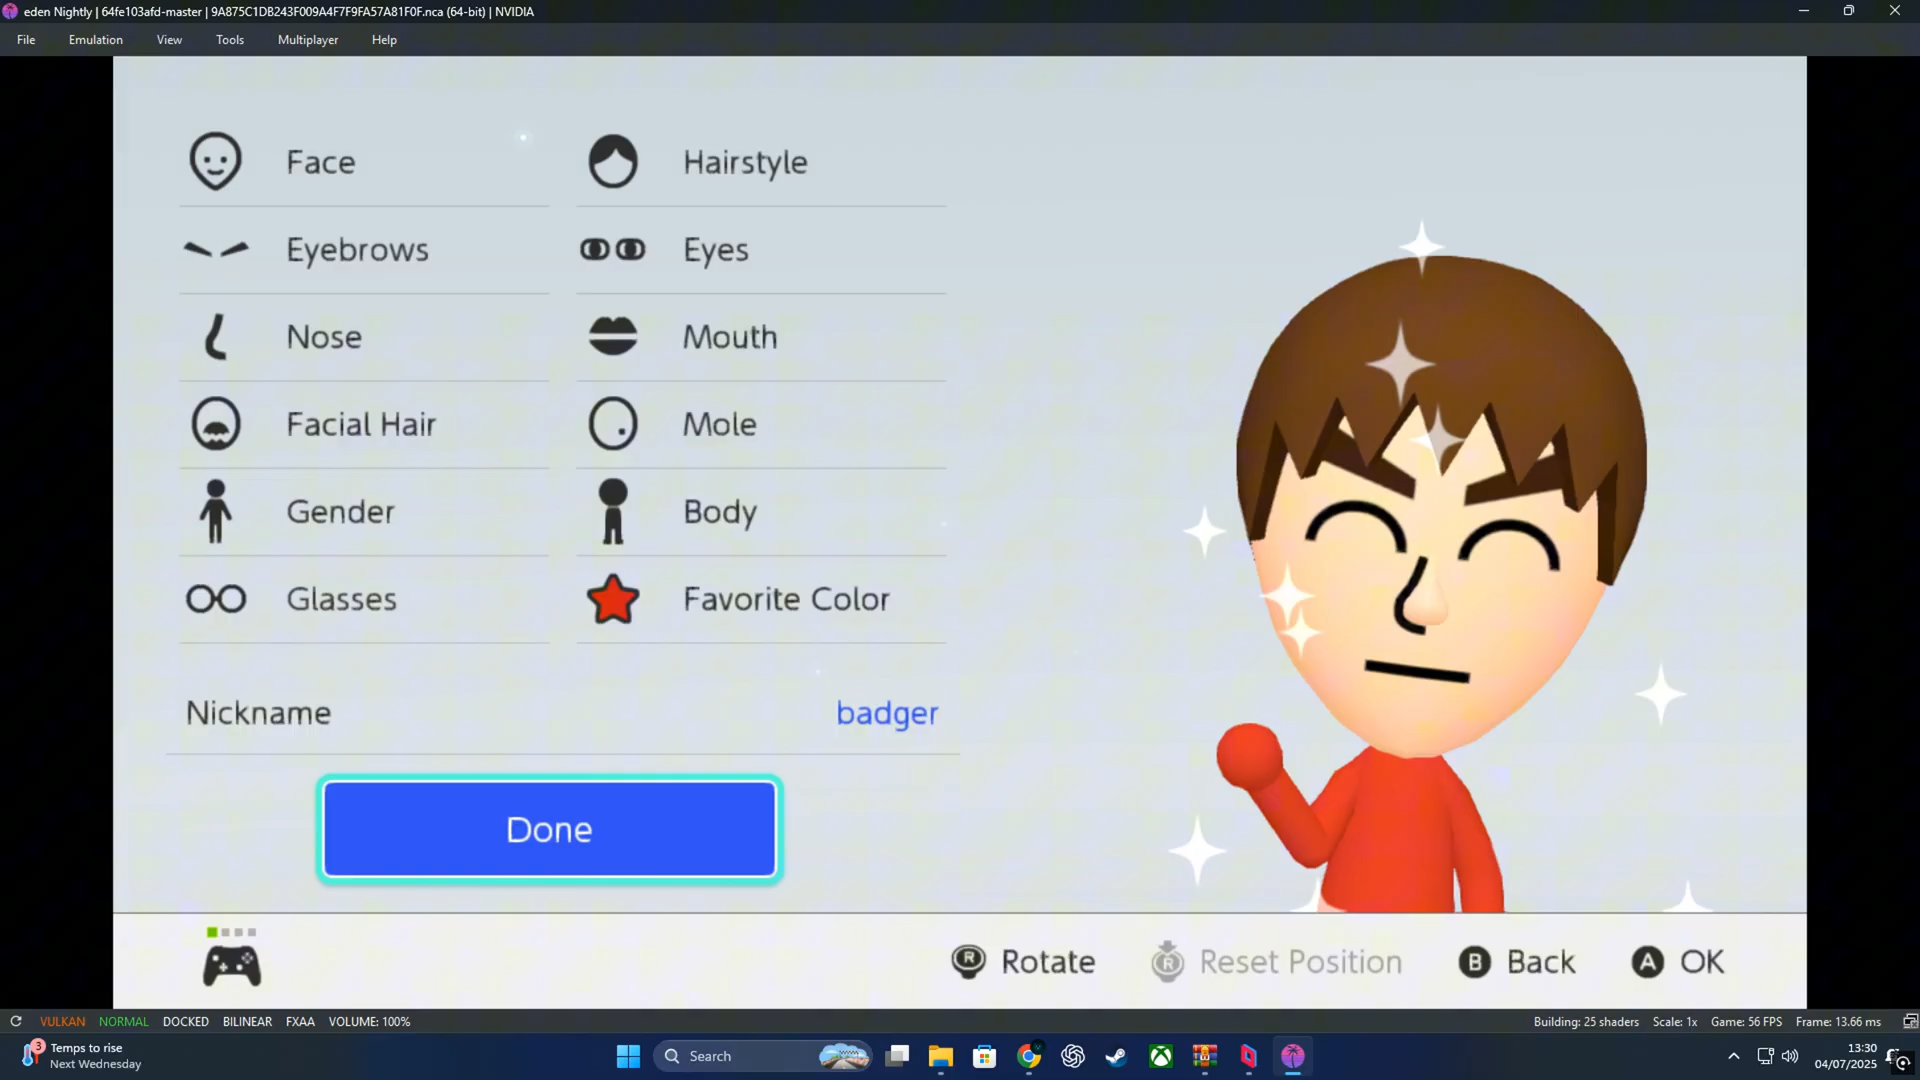 eden Nightly | 64fe103afd-master | 9A875C1DB243F009A4F7F9FA57A81F0F.nca (64-bit) | NVIDIA
File Emulation View Tools Multiplayer Help
Face Hairstyle
Eyebrows Eyes
Nose Mouth
Facial Hair Mole
Gender Body
Glasses Favorite Color
Nickname badger
Done
R Rotate R Reset Position B Back A OK
VULKAN NORMAL DOCKED BILINEAR FXAA VOLUME: 100% Building: 25 shaders Scale: 1x Game: 56 FPS Frame: 13.66 ms
3 Temps to rise
Next Wednesday
Search
13:30
04/07/2025